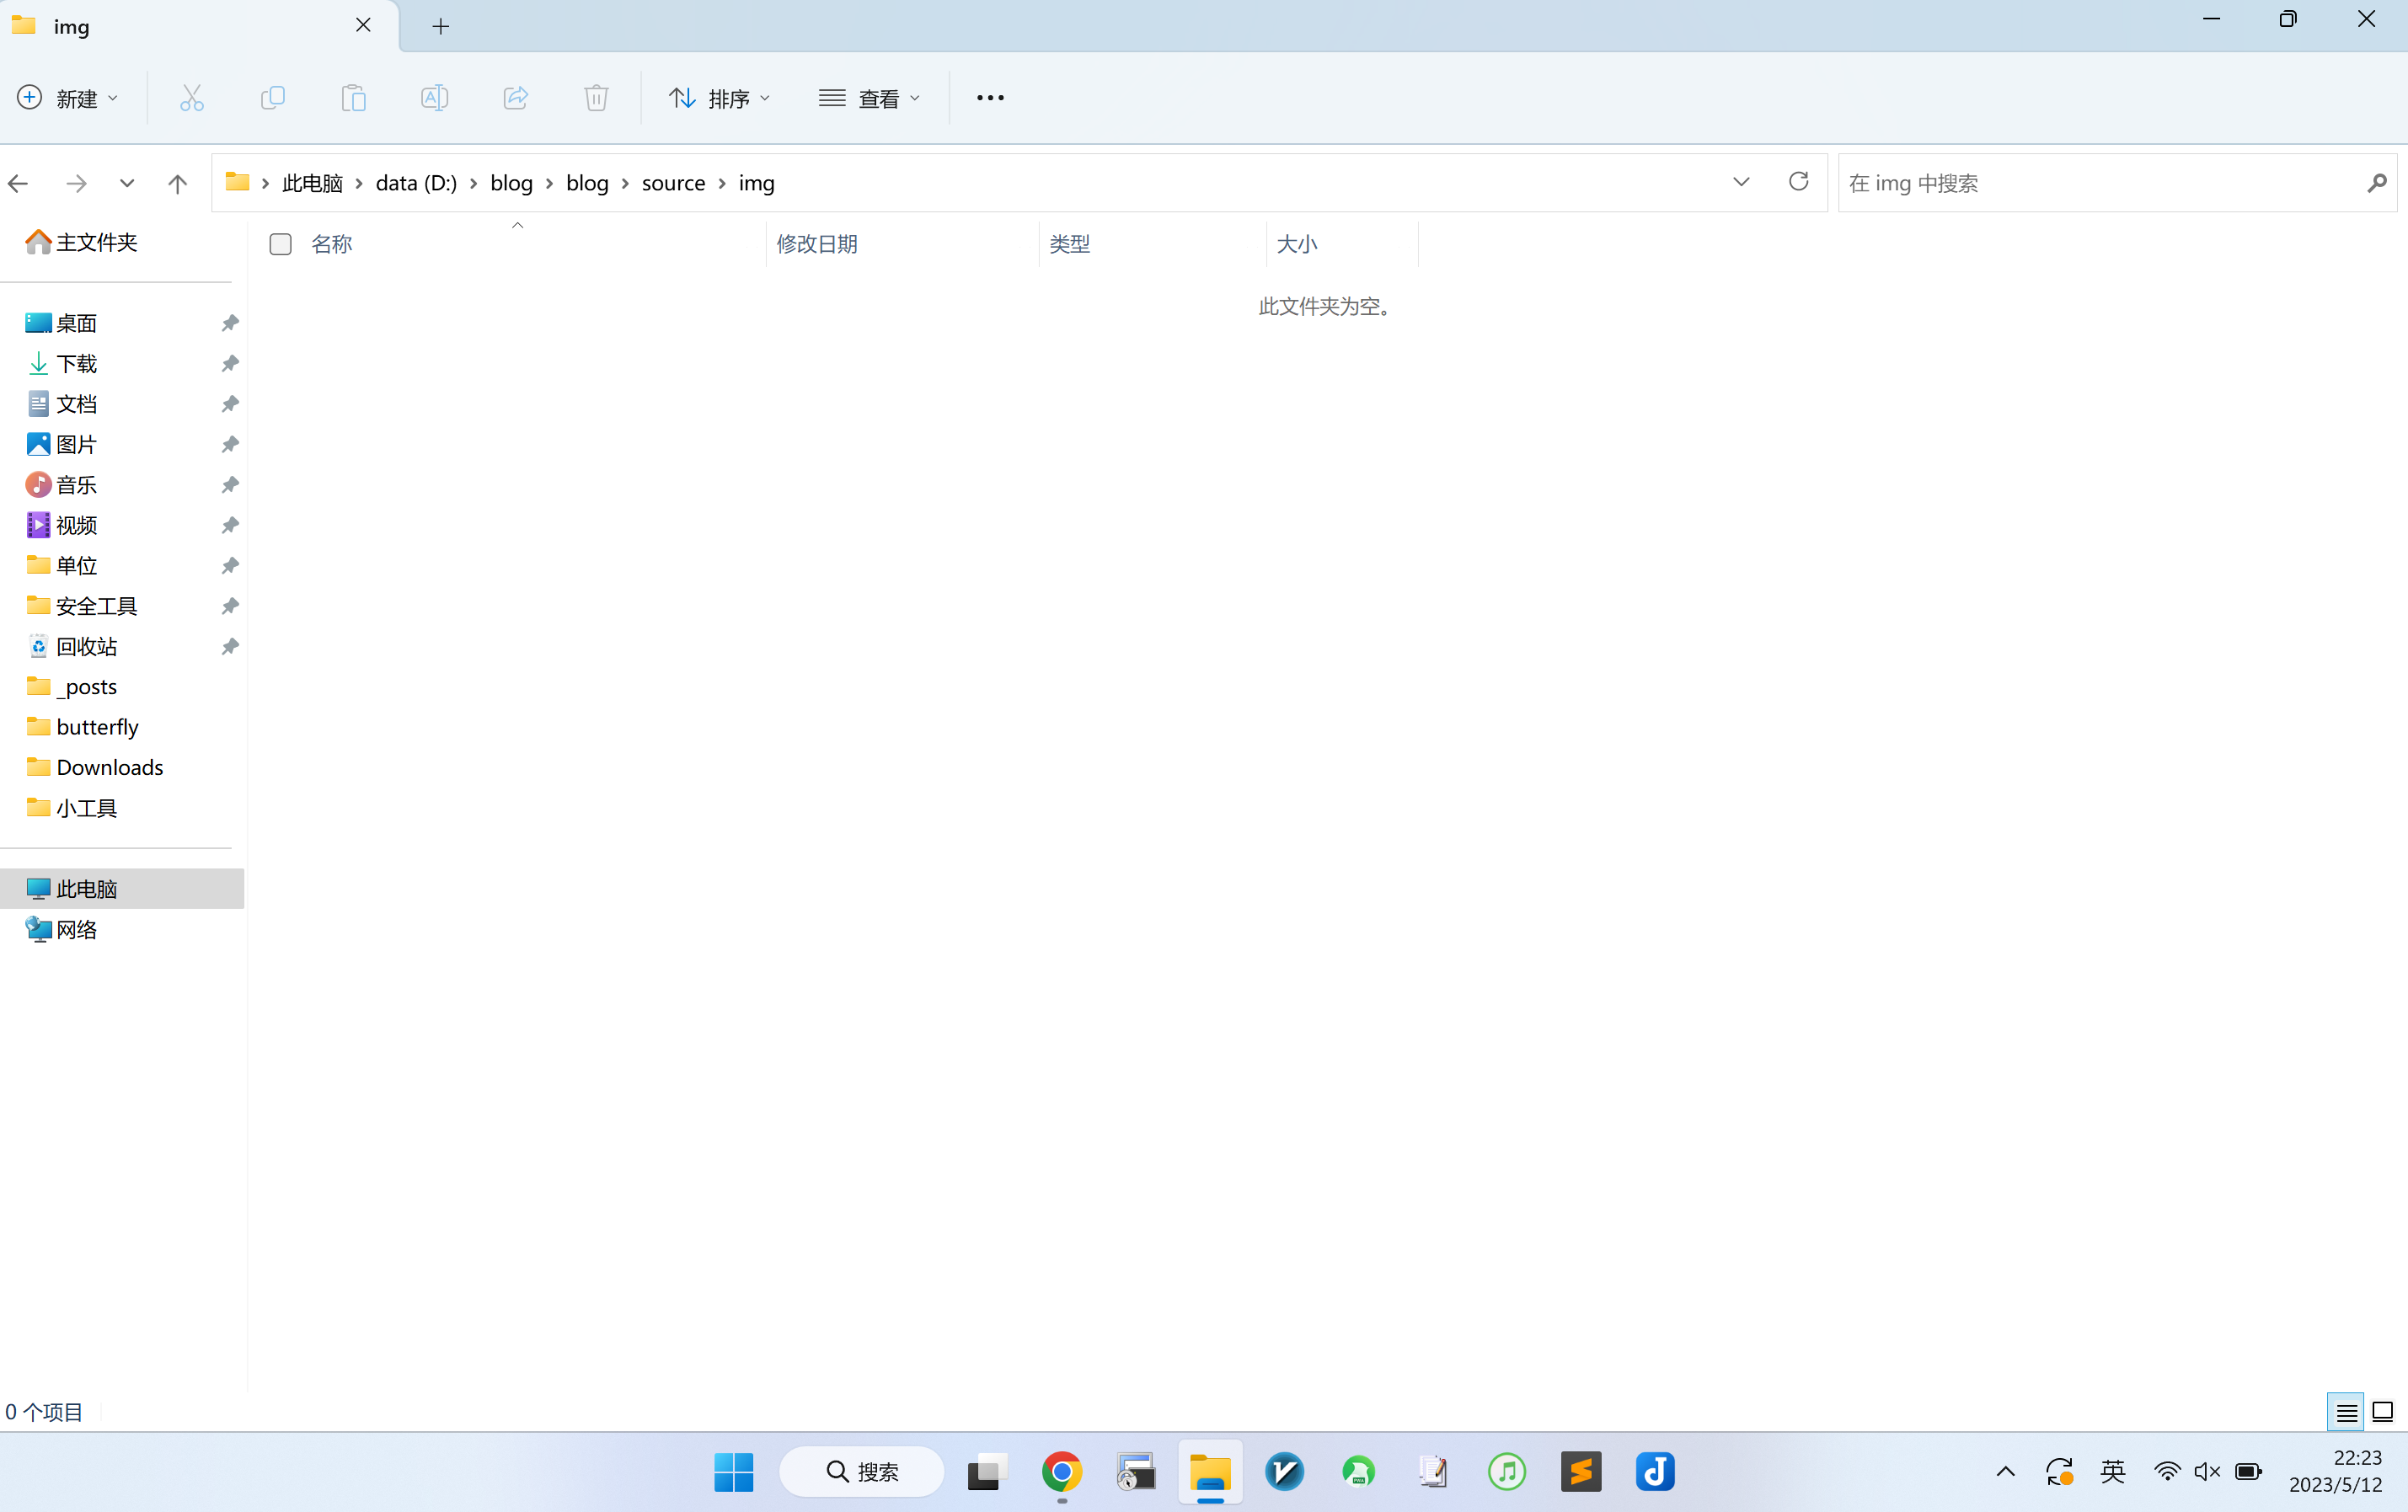 img
新建
排序
查看
此电脑 > data (D:) > blog > blog > source > img
在 img 中搜索
主文件夹
名称
修改日期
类型
大小
此文件夹为空。
桌面
下载
文档
图片
音乐
视频
单位
安全工具
回收站
_posts
butterfly
Downloads
小工具
此电脑
网络
0 个项目
搜索
英
22:23
2023/5/12